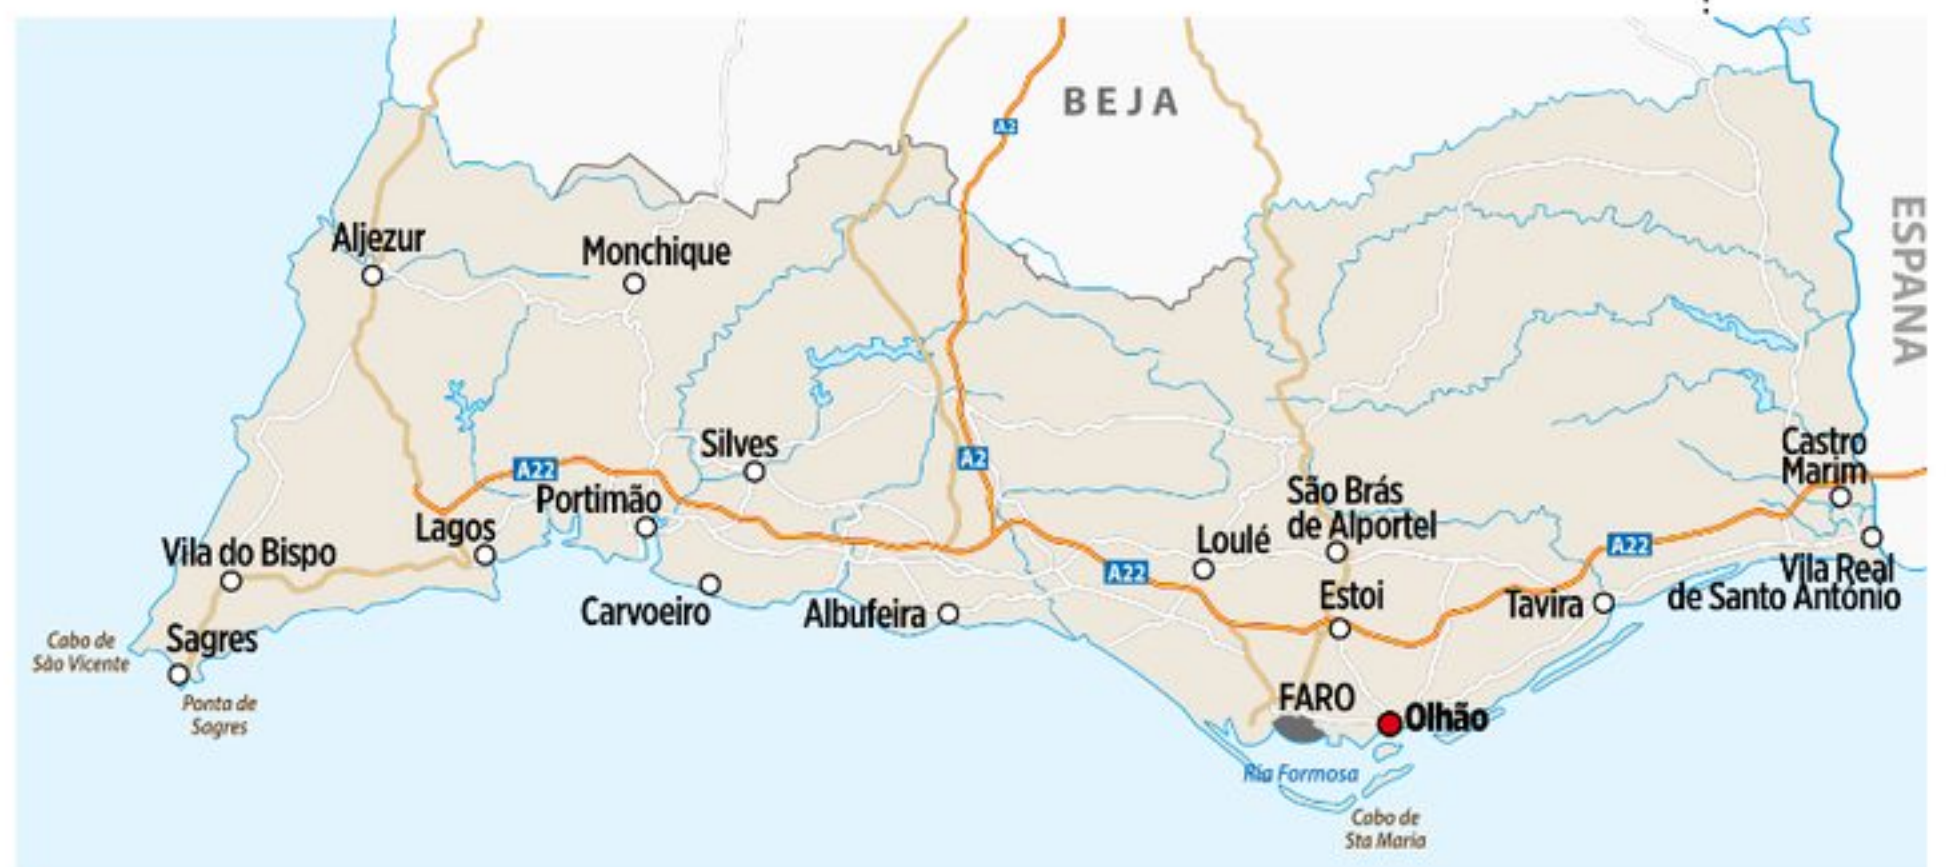 A2
BEJA
ESPANA
Aljezur
Monchique
Silves
A2
A22
Castro
Marim
Portimão
São Brás
de Alportel
Lagos
Loulé
A22
Vila do Bispo
A22
Vila Real
de Santo António
Carvoeiro
Albufeira
Estoi
Tavira
Sagres
Cabo de
São Vicente
Ponta de
Sagres
FARO
Olhão
Ria Formosa
Cabo de
Sta Maria